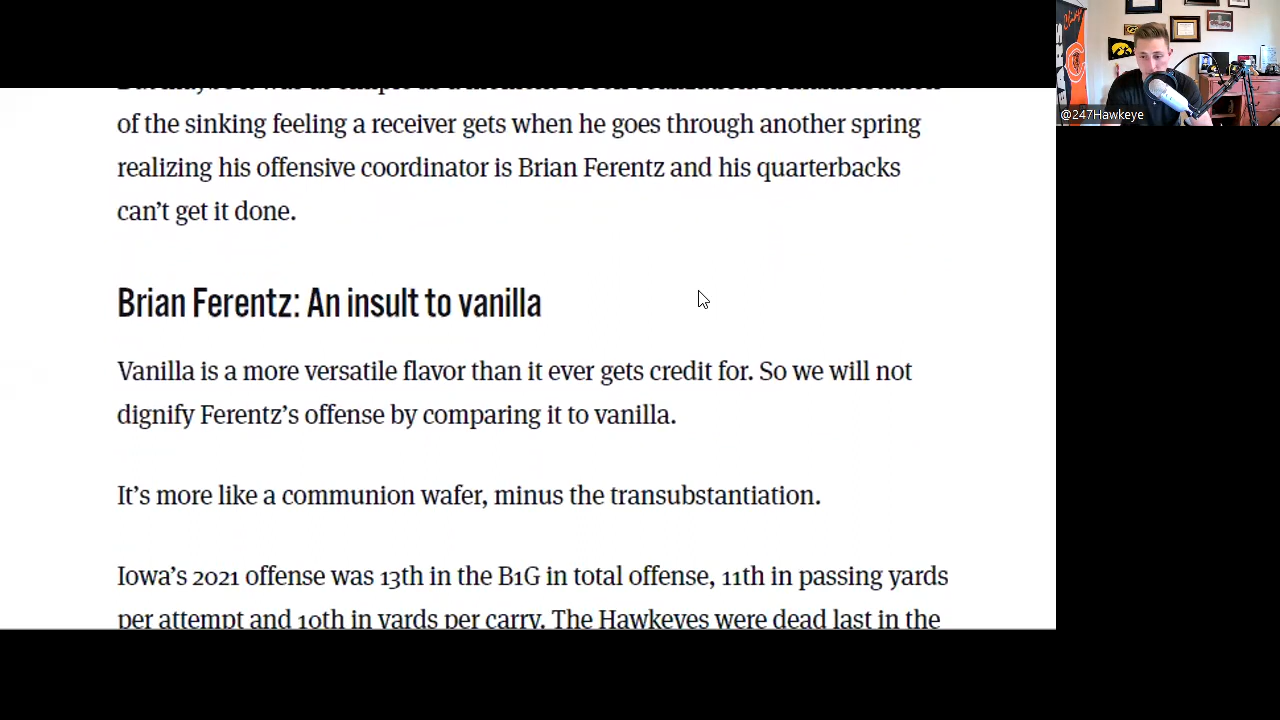 of the sinking feeling a receiver gets when he goes through another spring
realizing his offensive coordinator is Brian Ferentz and his quarterbacks
can’t get it done.
Brian Ferentz: An insult to vanilla
Vanilla is a more versatile flavor than it ever gets credit for. So we will not
dignify Ferentz’s offense by comparing it to vanilla.
It’s more like a communion wafer, minus the transubstantiation.
Iowa’s 2021 offense was 13th in the B1G in total offense, 11th in passing yards
per attempt and 10th in yards per carry. The Hawkeyes were dead last in the
@247Hawkeye